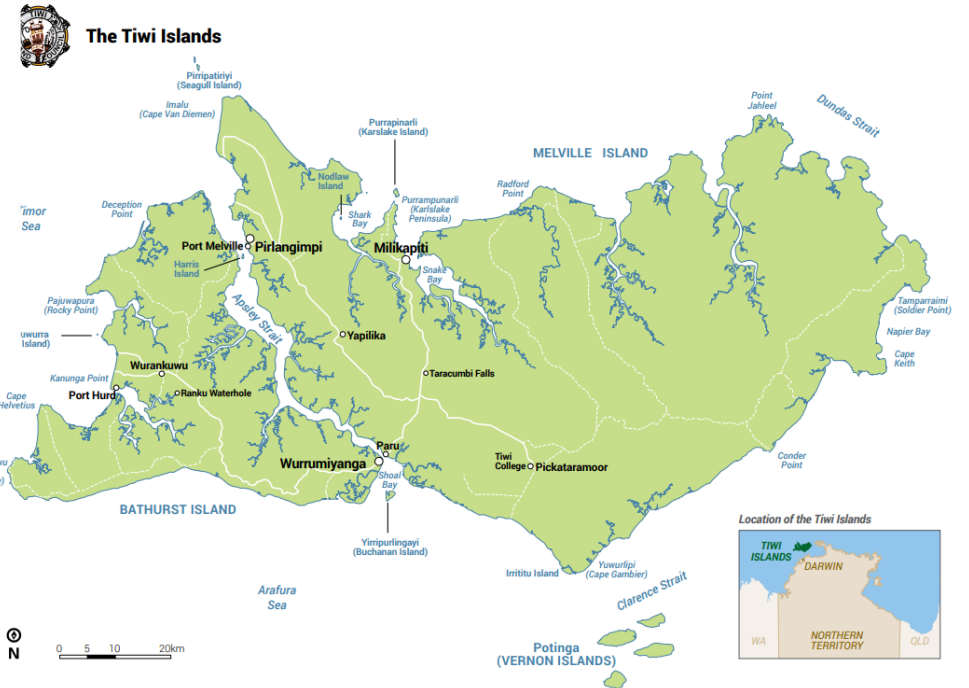 TIWI
COUNCIL
The Tiwi Islands
Pirripatiriyi
(Seagull Island)
Imalu
(Cape Van Diemen)
Purrapinarli
(Karslake Island)
Point
Jahleel
Dundas Strait
MELVILLE ISLAND
Nodlaw
Island
Radford
Point
Deception
Point
Shark
Bay
Purrampunarli
(Karlslake
Peninsula)
imor
Sea
Port Melville
Pirlangimpi
Milikapiti
Harris
Island
Snake
Bay
Pajuwapura
(Rocky Point)
Apsley Strait
Tamparraimi
(Soldier Point)
uwurra
Island)
Yapilika
Napier Bay
Cape
Keith
Wurankuwu
Taracumbi Falls
Kanunga Point
Port Hurd
Ranku Waterhole
Cape
Helvetius
Paru
Wurrumiyanga
Tiwi
College
Pickataramoor
Conder
Point
Shoal
Bay
BATHURST ISLAND
Yirripurlingayi
(Buchanan Island)
Location of the Tiwi Islands
TIWI
ISLANDS
DARWIN
WA
NORTHERN
TERRITORY
QLD
Irrititu Island
Yuwurlipi
(Cape Gambier)
Clarence Strait
Arafura
Sea
Potinga
(VERNON ISLANDS)
N
0 5 10 20km